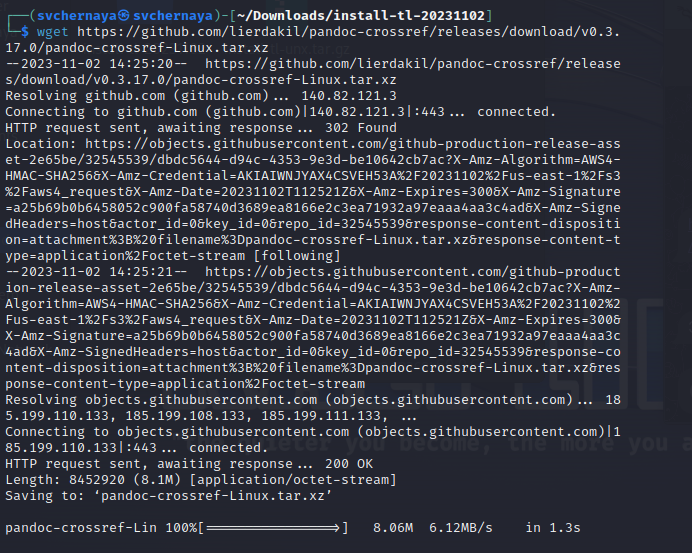 ┌──(svchernaya㉿svchernaya)-[~/Downloads/install-tl-20231102]
└─$ wget https://github.com/lierdakil/pandoc-crossref/releases/download/v0.3.
17.0/pandoc-crossref-Linux.tar.xz
--2023-11-02 14:25:20--  https://github.com/lierdakil/pandoc-crossref/release
s/download/v0.3.17.0/pandoc-crossref-Linux.tar.xz
Resolving github.com (github.com)... 140.82.121.3
Connecting to github.com (github.com)|140.82.121.3|:443... connected.
HTTP request sent, awaiting response... 302 Found
Location: https://objects.githubusercontent.com/github-production-release-ass
et-2e65be/32545539/dbdc5644-d94c-4353-9e3d-be10642cb7ac?X-Amz-Algorithm=AWS4-
HMAC-SHA256&X-Amz-Credential=AKIAIWNJYAX4CSVEH53A%2F20231102%2Fus-east-1%2Fs3
%2Faws4_request&X-Amz-Date=20231102T112521Z&X-Amz-Expires=300&X-Amz-Signature
=a25b69b0b6458052c900fa58740d3689ea8166e2c3ea71932a97eaaa4aa3c4ad&X-Amz-Signe
dHeaders=host&actor_id=0&key_id=0&repo_id=32545539&response-content-dispositi
on=attachment%3B%20filename%3Dpandoc-crossref-Linux.tar.xz&response-content-t
ype=application%2Foctet-stream [following]
--2023-11-02 14:25:21--  https://objects.githubusercontent.com/github-product
ion-release-asset-2e65be/32545539/dbdc5644-d94c-4353-9e3d-be10642cb7ac?X-Amz-
Algorithm=AWS4-HMAC-SHA256&X-Amz-Credential=AKIAIWNJYAX4CSVEH53A%2F20231102%2
Fus-east-1%2Fs3%2Faws4_request&X-Amz-Date=20231102T112521Z&X-Amz-Expires=300&
X-Amz-Signature=a25b69b0b6458052c900fa58740d3689ea8166e2c3ea71932a97eaaa4aa3c
4ad&X-Amz-SignedHeaders=host&actor_id=0&key_id=0&repo_id=32545539&response-co
ntent-disposition=attachment%3B%20filename%3Dpandoc-crossref-Linux.tar.xz&res
ponse-content-type=application%2Foctet-stream
Resolving objects.githubusercontent.com (objects.githubusercontent.com)... 18
5.199.110.133, 185.199.108.133, 185.199.111.133, ...
Connecting to objects.githubusercontent.com (objects.githubusercontent.com)|1
85.199.110.133|:443... connected.
you become, the more you a
HTTP request sent, awaiting response... 200 OK
Length: 8452920 (8.1M) [application/octet-stream]
Saving to: ‘pandoc-crossref-Linux.tar.xz’
pandoc-crossref-Lin 100%[=================>]   8.06M  6.12MB/s    in 1.3s